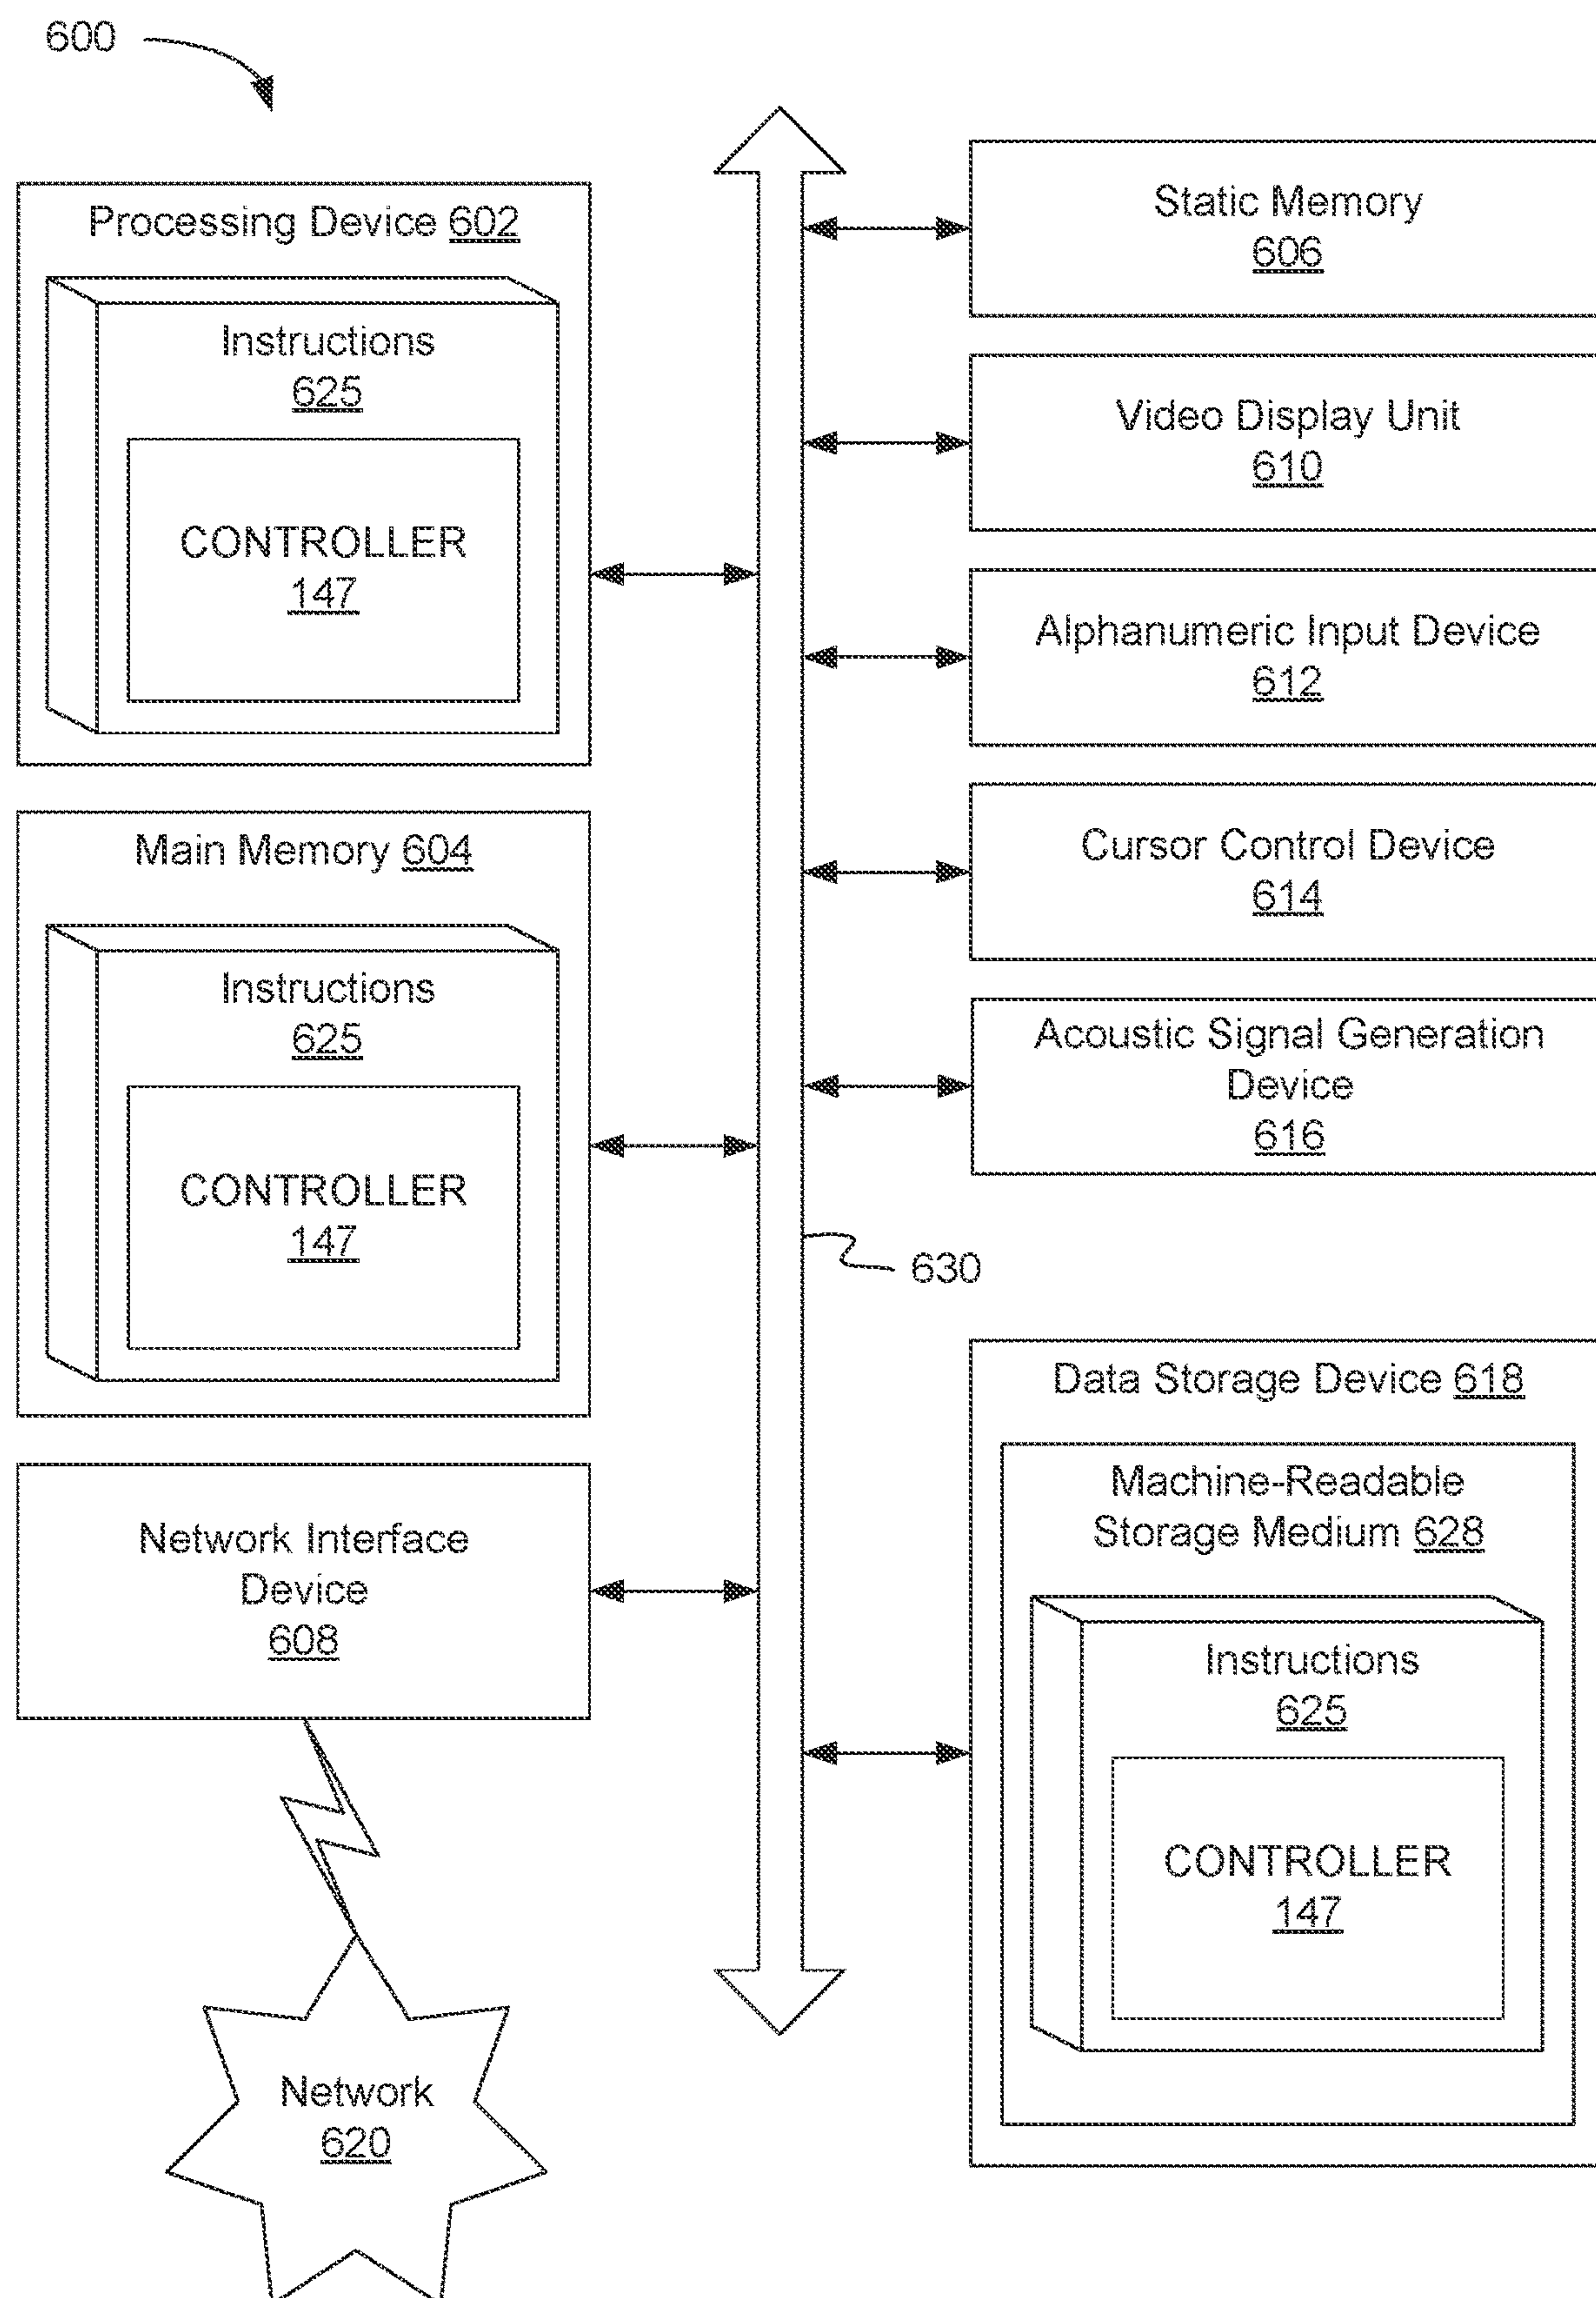 600
Processing Device 602
Instructions
625
CONTROLLER
147
Main Memory 604
Instructions
625
CONTROLLER
147
Network Interface
Device
608
Network
620
Static Memory
606
Video Display Unit
610
Alphanumeric Input Device
612
Cursor Control Device
614
Acoustic Signal Generation
Device
616
630
Data Storage Device 618
Machine-Readable
Storage Medium 628
Instructions
625
CONTROLLER
147